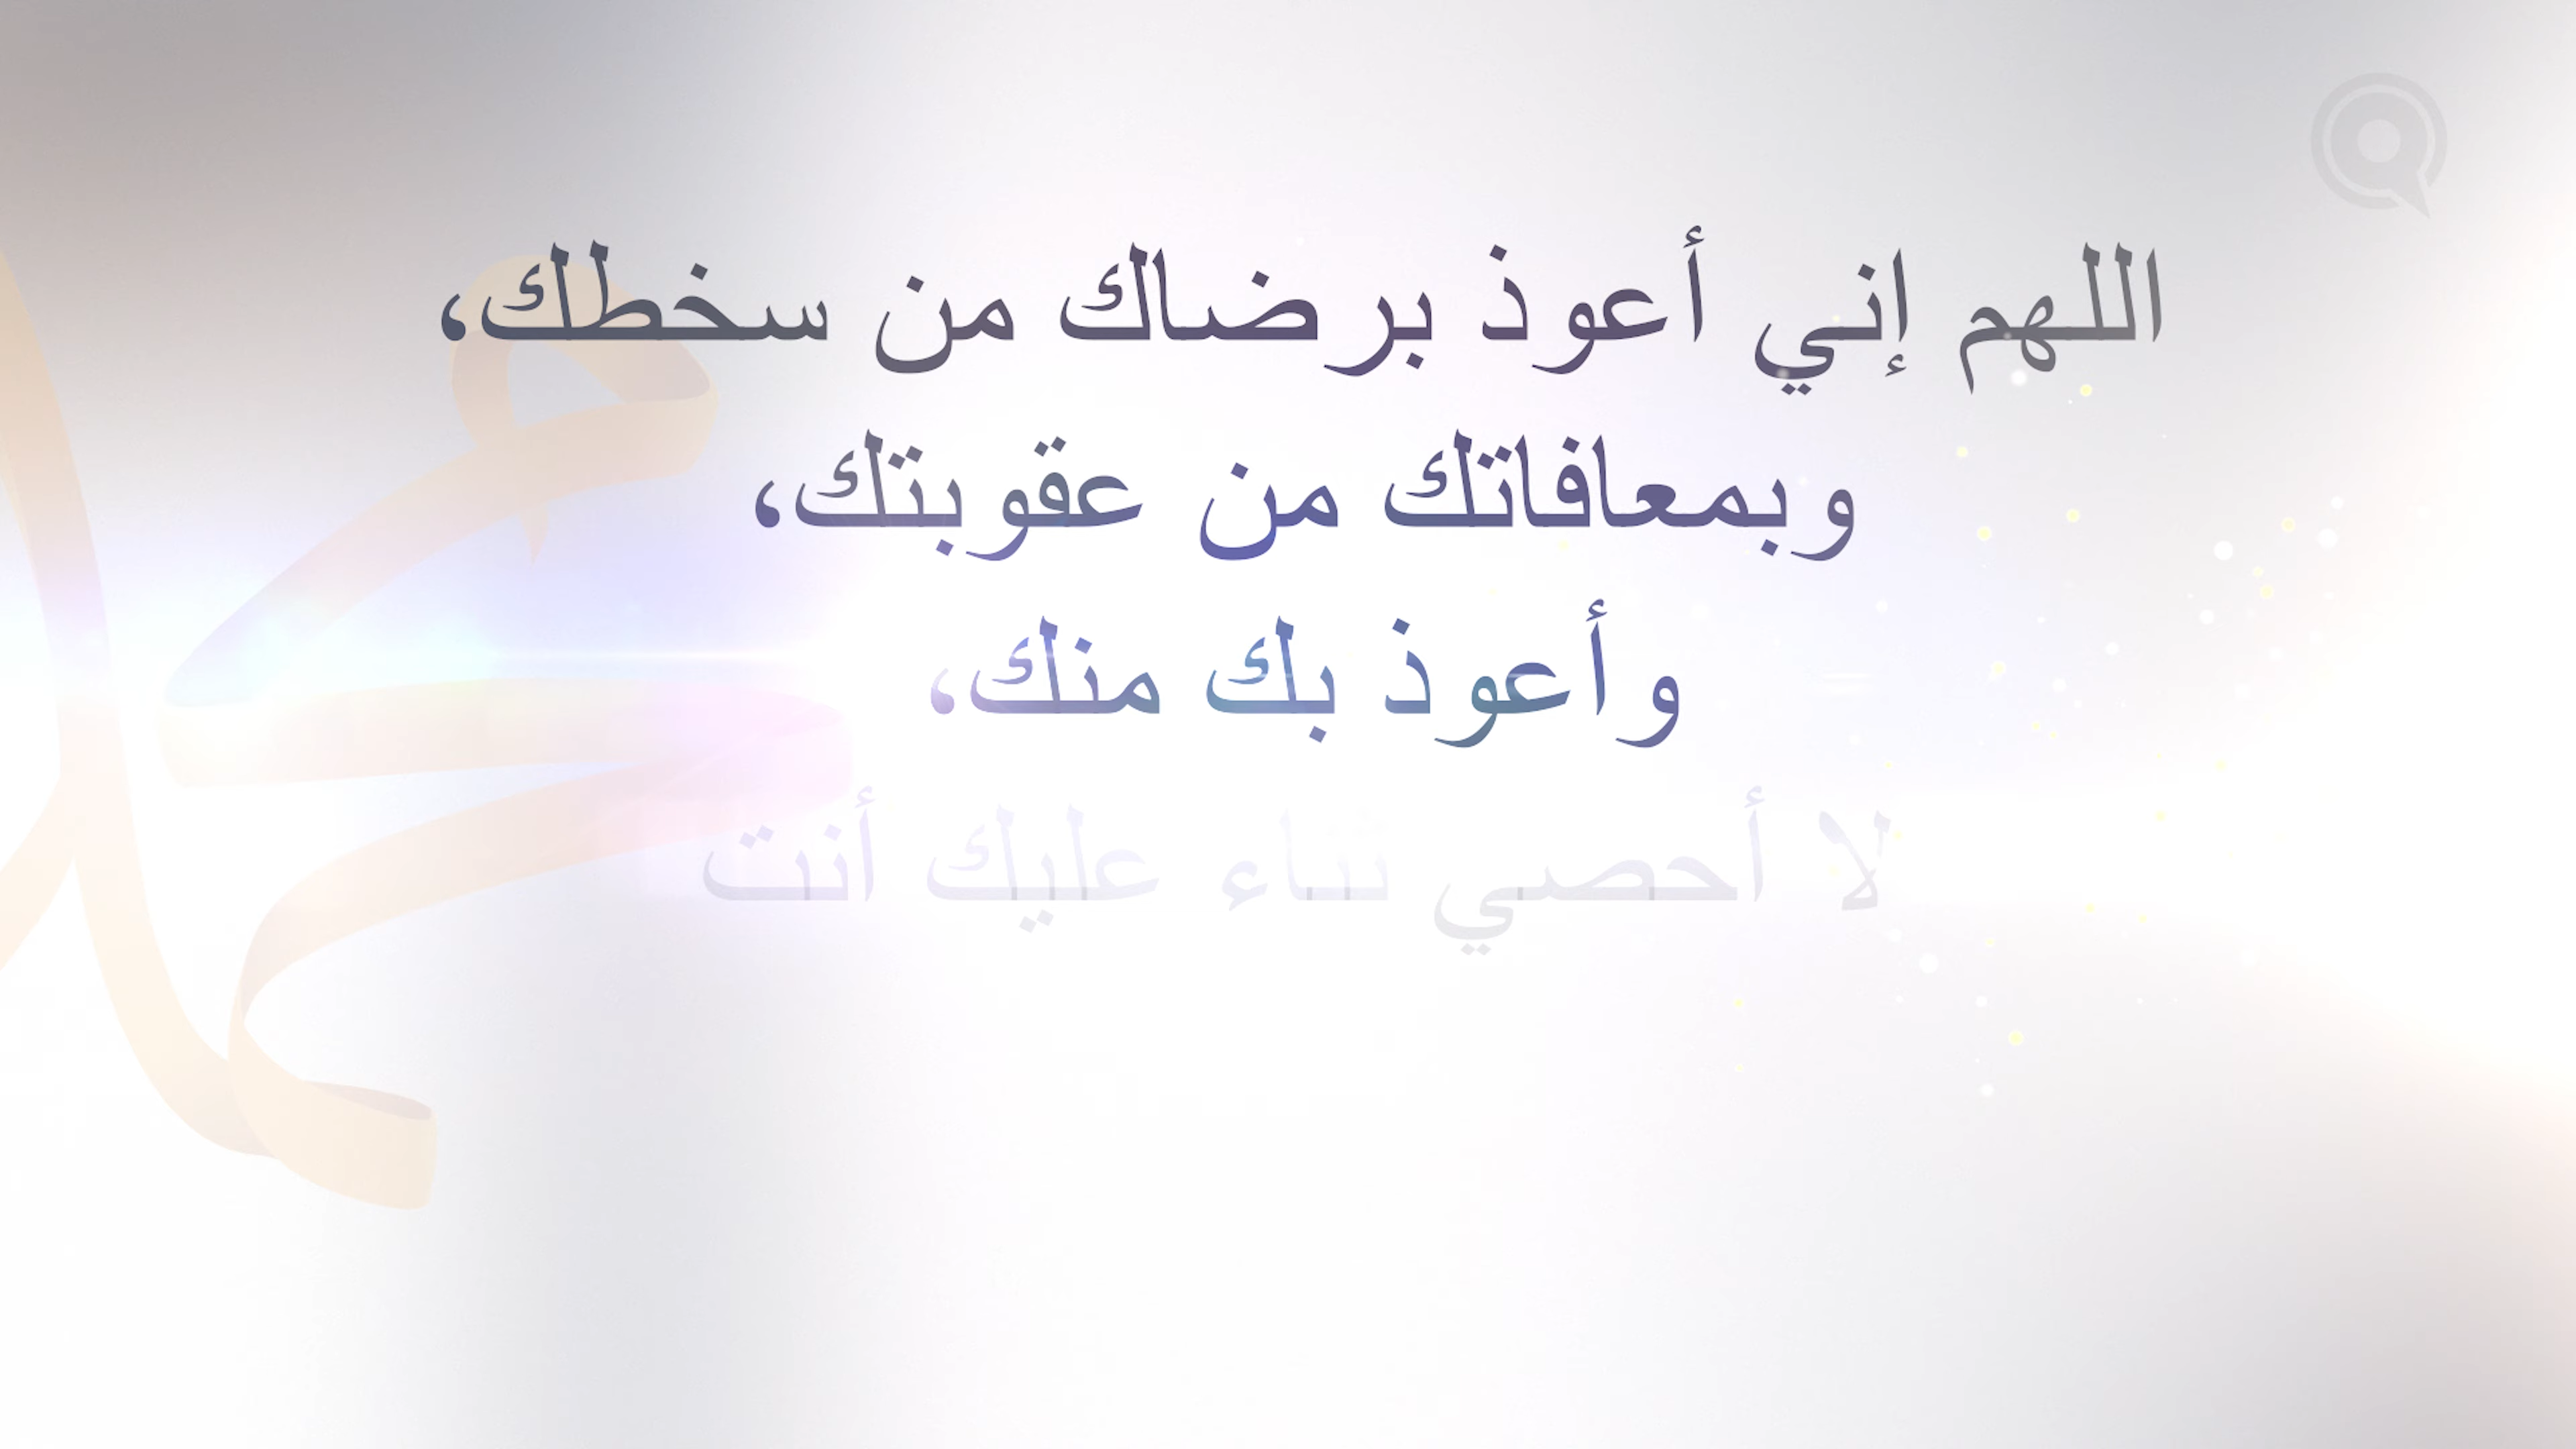 اللهم إني أعوذ برضاك من سخطك،
وبمعافاتك من عقوبتك،
وأعوذ بك منك،
لا أحصي ثناء عليك أنت